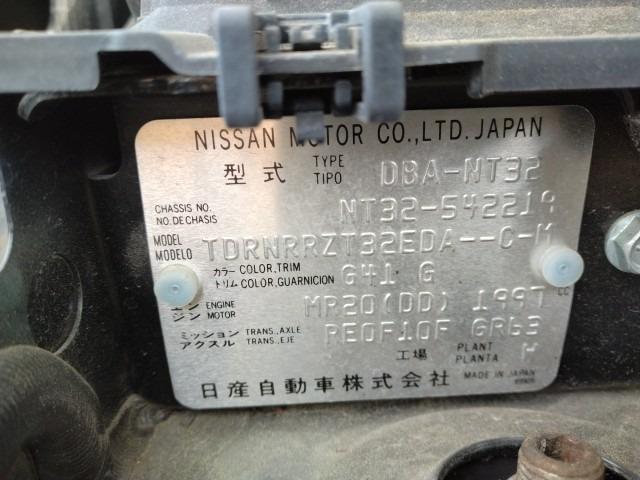 NISSAN MOTOR CO.,LTD.JAPAN
型式 TYPE TIPO DBA-NT32
CHASSIS NO. NO.DE CHASIS NT32-542219
MODEL MODELO TDRNRRZT32EDA--C-M
カラー COLOR,TRIM トリム COLOR,GUARNICION G41 G
エンジン ENGINE MOTOR MR20(DD) 1997 CC
ミッション TRANS.,AXLE アクスル TRANS.,EJE RE0F10F GR63
工場 PLANT PLANTA H
日産自動車株式会社 MADE IN JAPAN